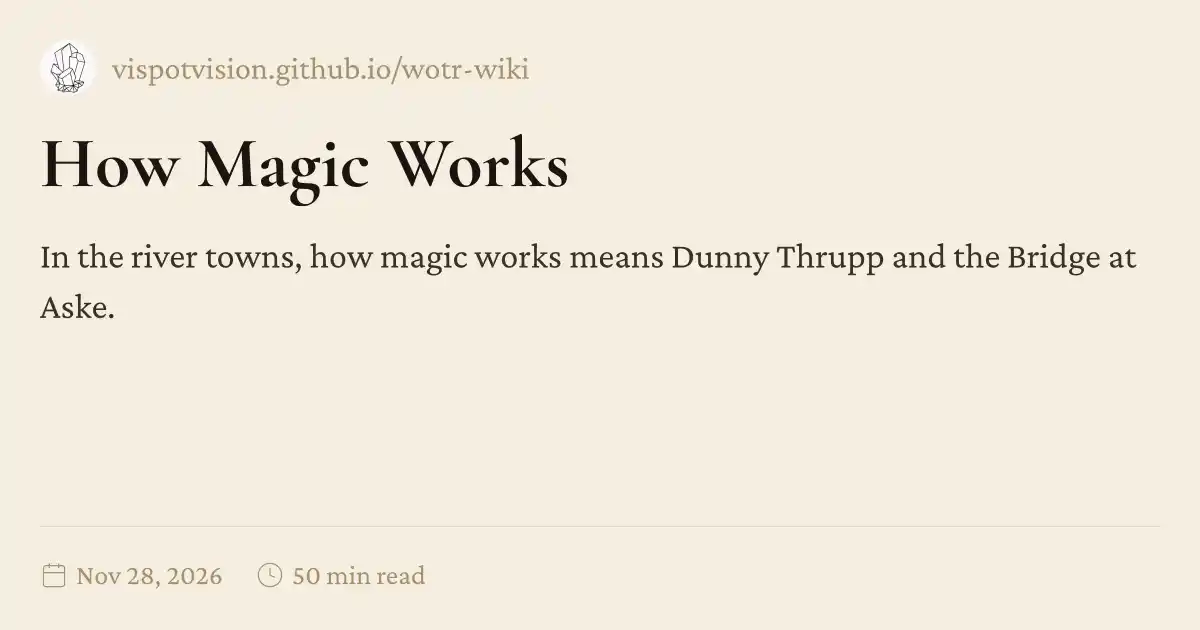 vispotvision.github.io/wotr-wiki
How Magic Works
In the river towns, how magic works means Dunny Thrupp and the Bridge at
Aske.
Nov 28, 2026
50 min read